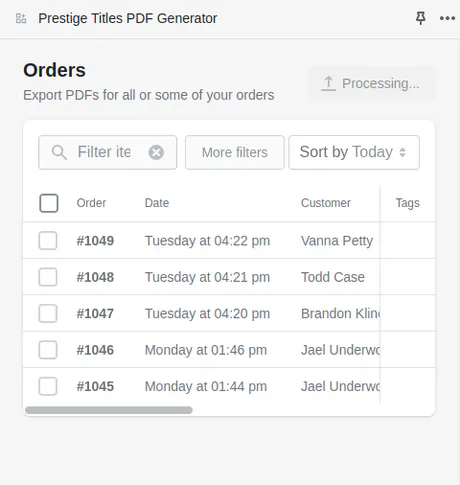 Prestige Titles PDF Generator
Orders
Export PDFs for all or some of your orders
Processing...
Filter ite
More filters
Sort by Today
Order Date Customer Tags
#1049 Tuesday at 04:22 pm Vanna Petty
#1048 Tuesday at 04:21 pm Todd Case
#1047 Tuesday at 04:20 pm Brandon Klin
#1046 Monday at 01:46 pm Jael Underwo
#1045 Monday at 01:44 pm Jael Underwo